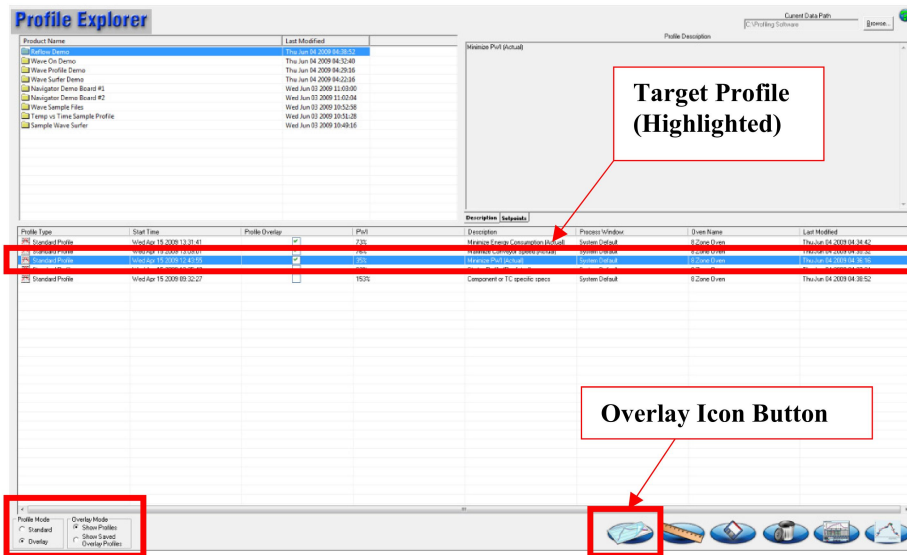 Profile Explorer
Current Data Path
C:\Profiling Software
Browse...
Product Name Last Modified
Reflow Demo Thu Jun 04 2009 04:38:52
Wave On Demo Thu Jun 04 2009 04:32:40
Wave Profile Demo Thu Jun 04 2009 04:29:16
Wave Surfer Demo Thu Jun 04 2009 04:22:16
Navigator Demo Board #1 Wed Jun 03 2009 11:03:00
Navigator Demo Board #2 Wed Jun 03 2009 11:02:04
Wave Sample Files Wed Jun 03 2009 10:52:58
Temp vs Time Sample Profile Wed Jun 03 2009 10:51:28
Sample Wave Surfer Wed Jun 03 2009 10:49:16
Profile Description
Minimize PWI (Actual)
Target Profile
(Highlighted)
Description Setpoints
Profile Type Start Time Profile Overlay PWI Description Process Window Oven Name Last Modified
Standard Profile Wed Apr 15 2009 13:31:41 73% Minimize Energy Consumption (Actual) System Default 8 Zone Oven Thu Jun 04 2009 04:34:42
Standard Profile Wed Apr 15 2009 12:43:55 35% Minimize PWI (Actual) System Default 8 Zone Oven Thu Jun 04 2009 04:36:56
Standard Profile Wed Apr 15 2009 09:32:27 153% Component or TC specific specs System Default 8 Zone Oven Thu Jun 04 2009 04:38:52
Overlay Icon Button
Profile Mode
Standard
Overlay
Overlay Mode
Show Profiles
Show Saved
Overlay Profiles